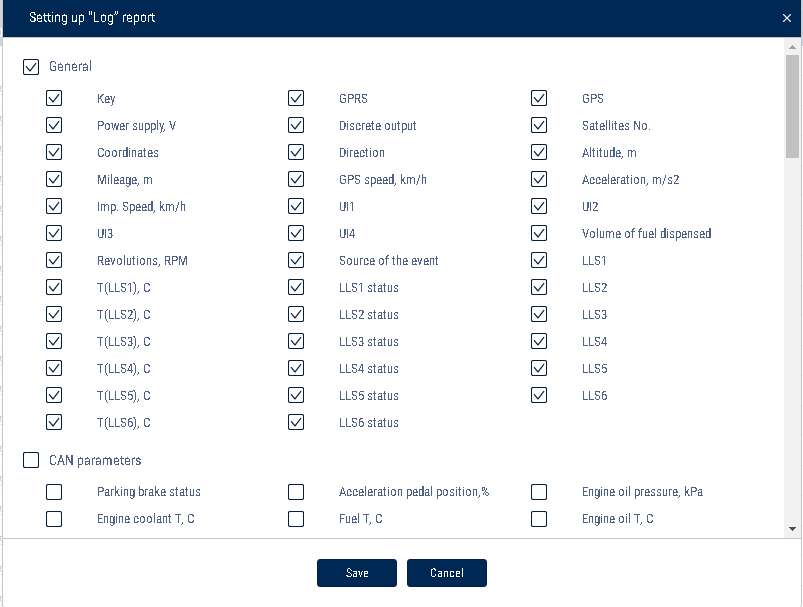 Setting up "Log" report
General
Key GPRS GPS
Power supply, V Discrete output Satellites No.
Coordinates Direction Altitude, m
Mileage, m GPS speed, km/h Acceleration, m/s2
Imp. Speed, km/h UI1 UI2
UI3 UI4 Volume of fuel dispensed
Revolutions, RPM Source of the event LLS1
T(LLS1), C LLS1 status LLS2
T(LLS2), C LLS2 status LLS3
T(LLS3), C LLS3 status LLS4
T(LLS4), C LLS4 status LLS5
T(LLS5), C LLS5 status LLS6
T(LLS6), C LLS6 status
CAN parameters
Parking brake status Acceleration pedal position,% Engine oil pressure, kPa
Engine coolant T, C Fuel T, C Engine oil T, C
Save Cancel